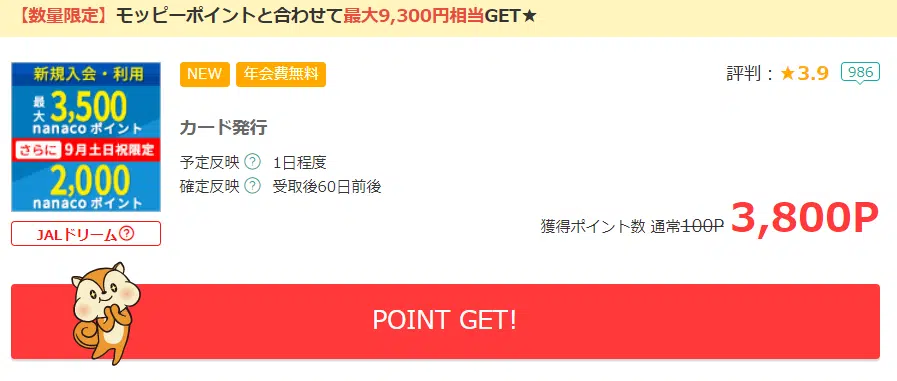 【数量限定】モッピーポイントと合わせて最大9,300円相当GET★
新規入会・利用
最大3,500
nanacoポイント
さらに 9月土日祝限定
2,000
nanacoポイント
JALドリーム?
NEW 年会費無料
評判：★3.9 986
カード発行
予定反映 ? 1日程度
確定反映 ? 受取後60日前後
獲得ポイント数 通常100P 3,800P
POINT GET!